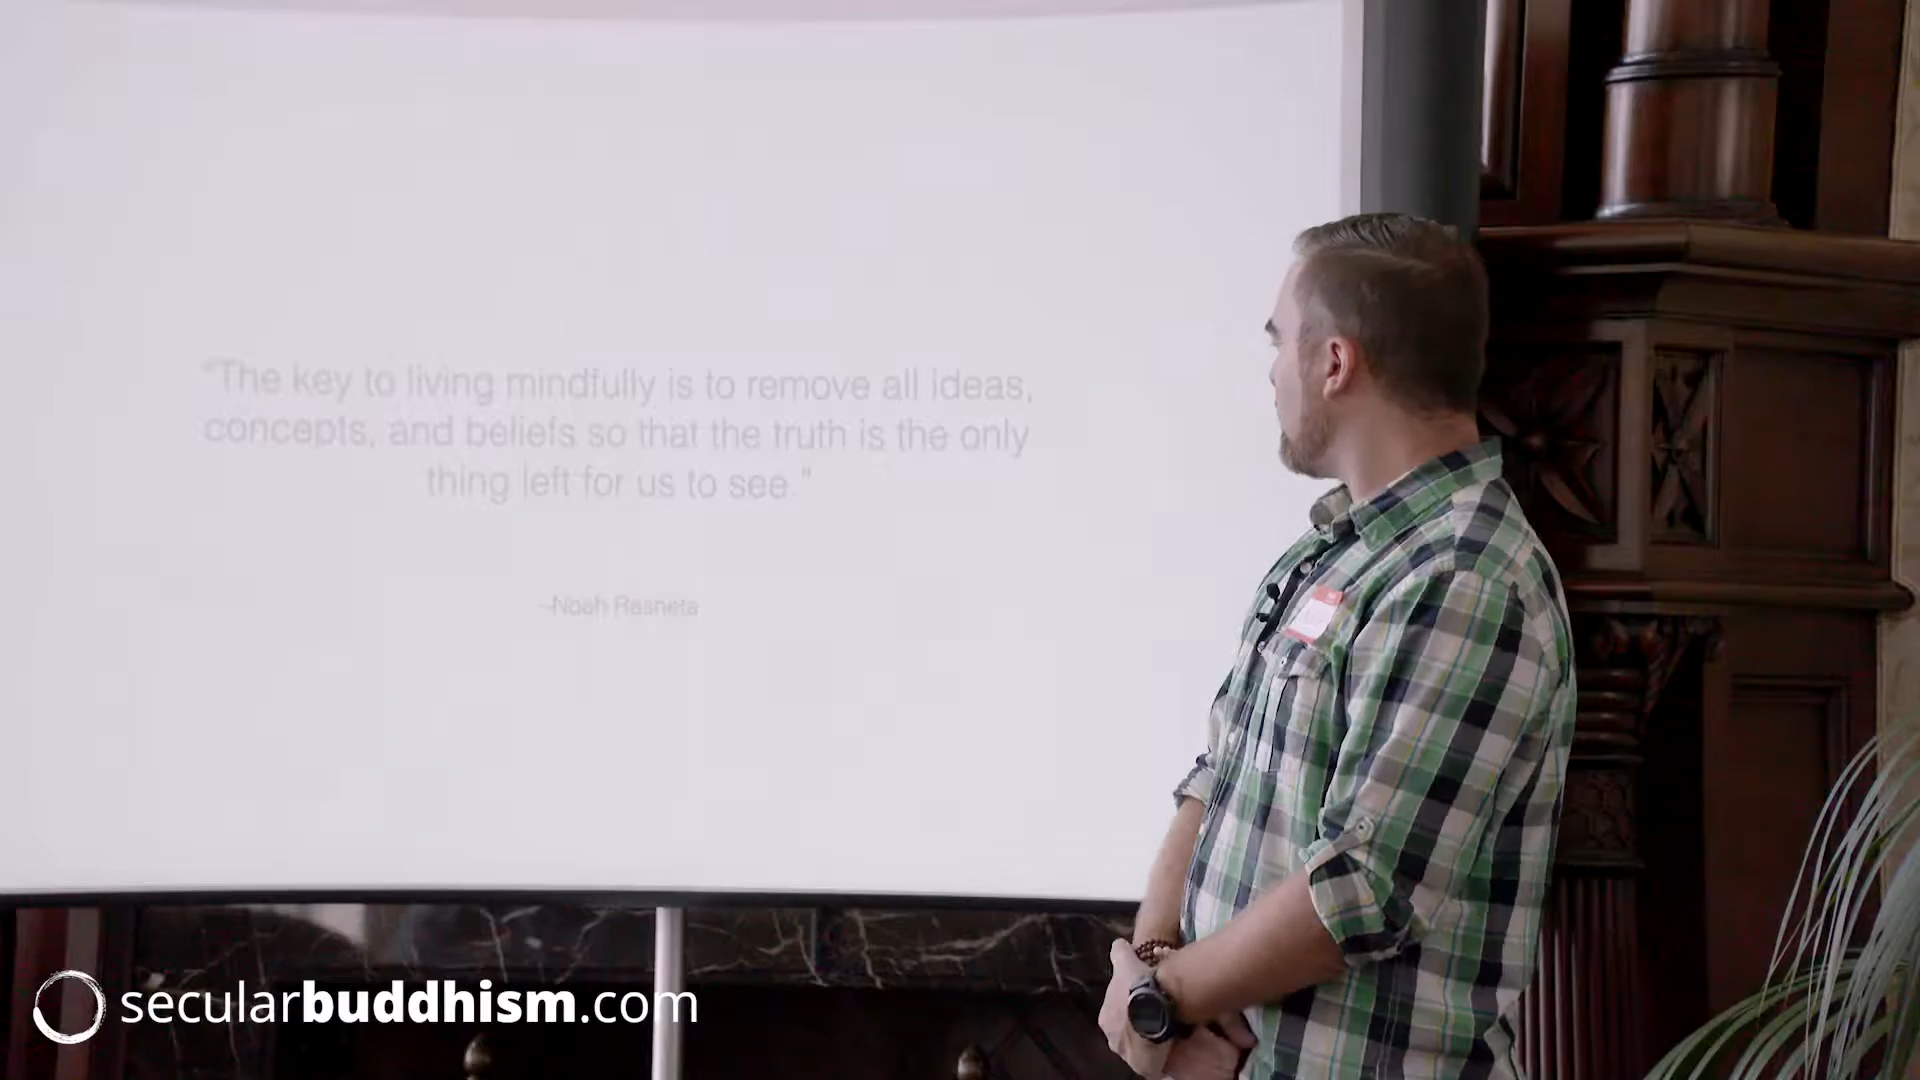 "The key to living mindfully is to remove all ideas,
concepts, and beliefs so that the truth is the only
thing left for us to see."
–Noah Rasheta
secularbuddhism.com